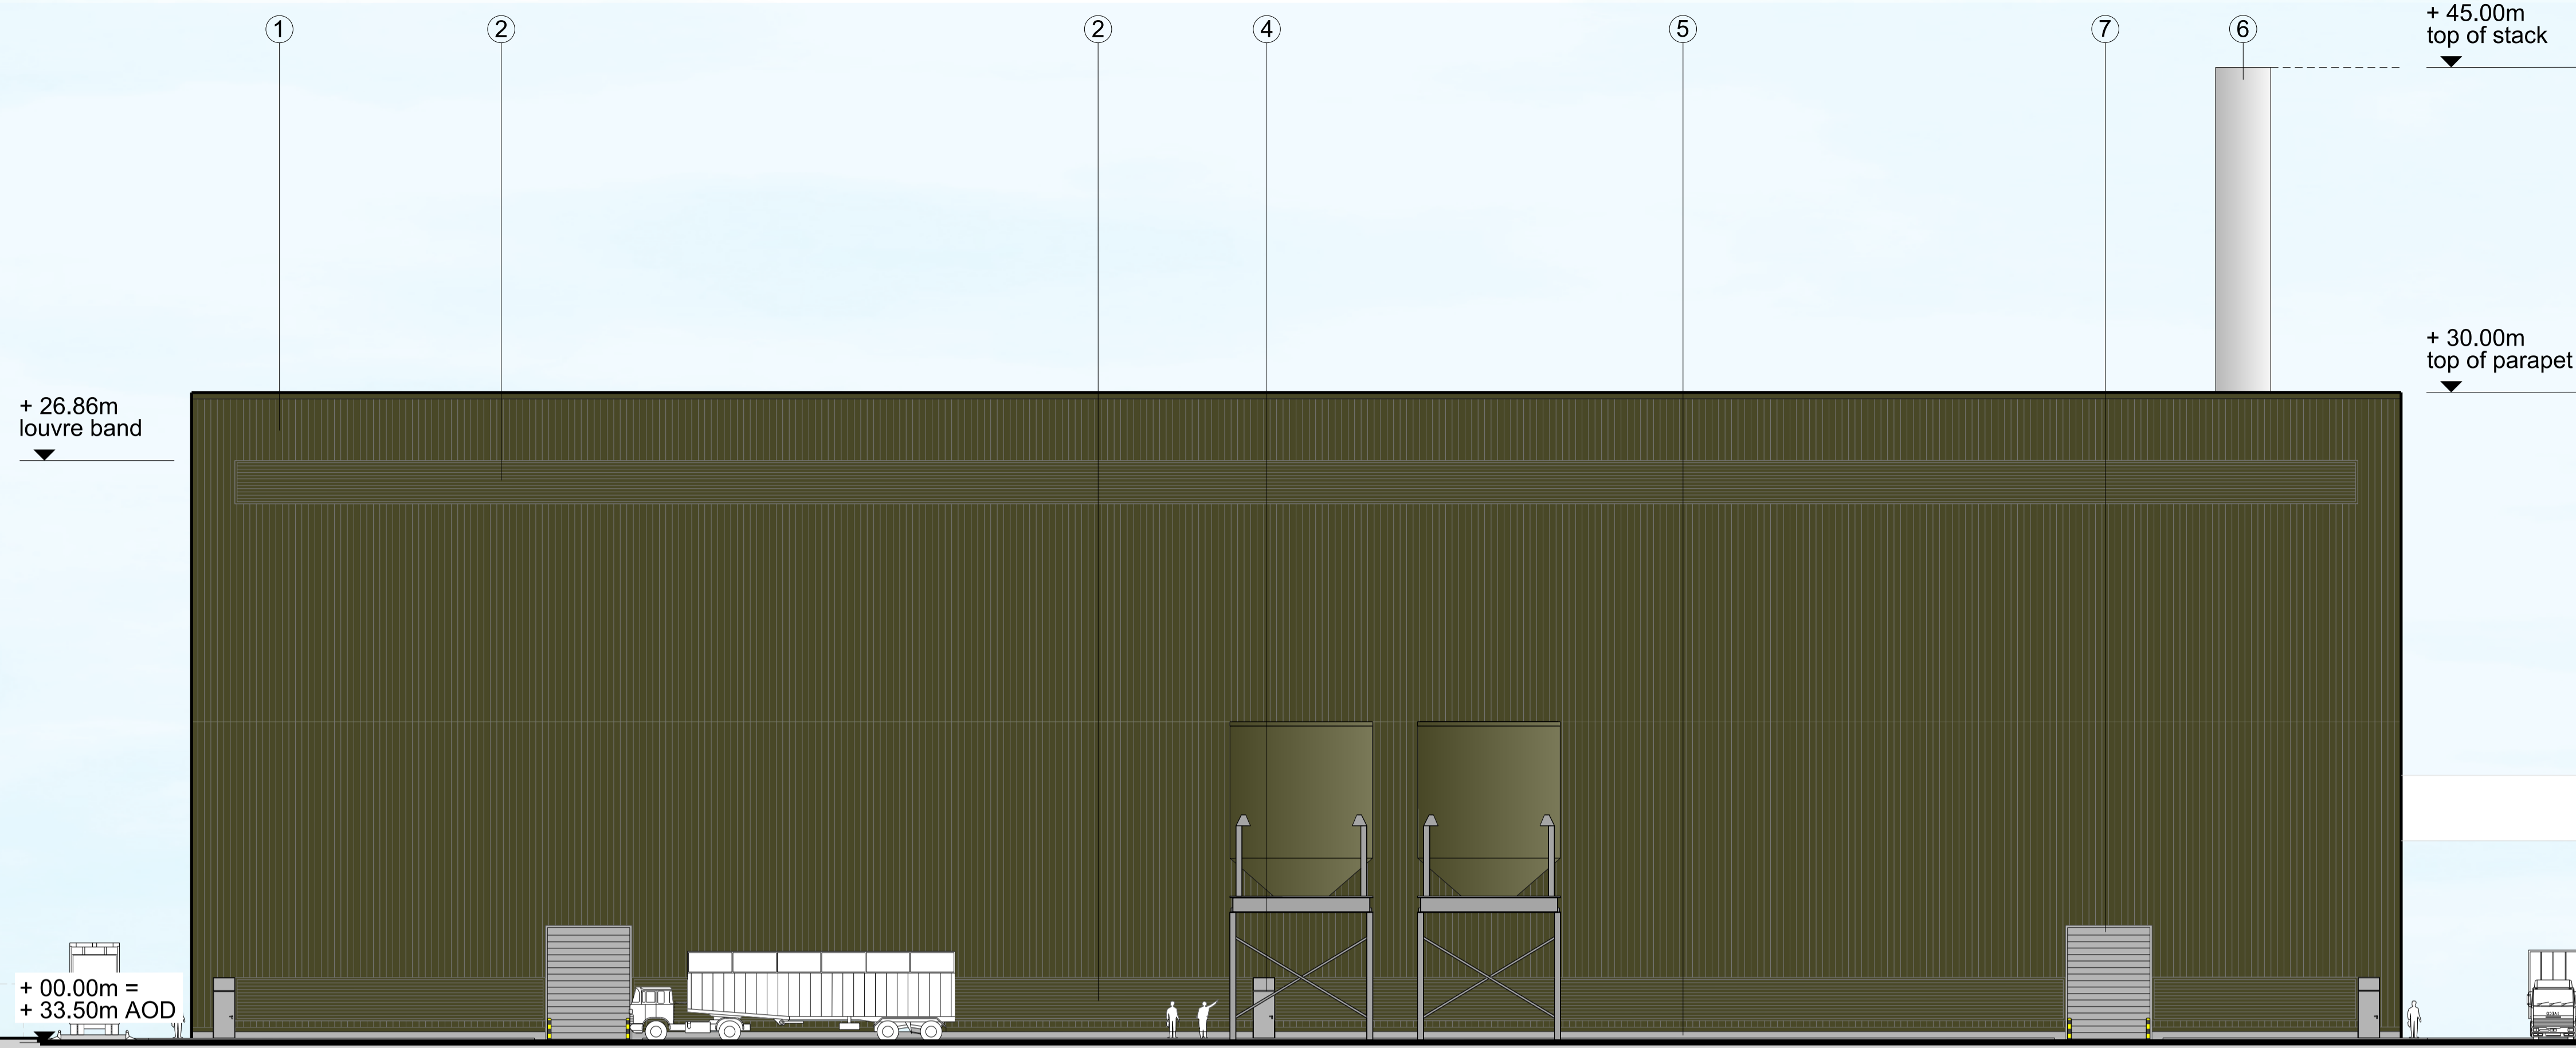 1
2
2
4
5
7
6
+ 45.00m
top of stack
+ 30.00m
top of parapet
+ 26.86m
louvre band
+ 00.00m =
+ 33.50m AOD